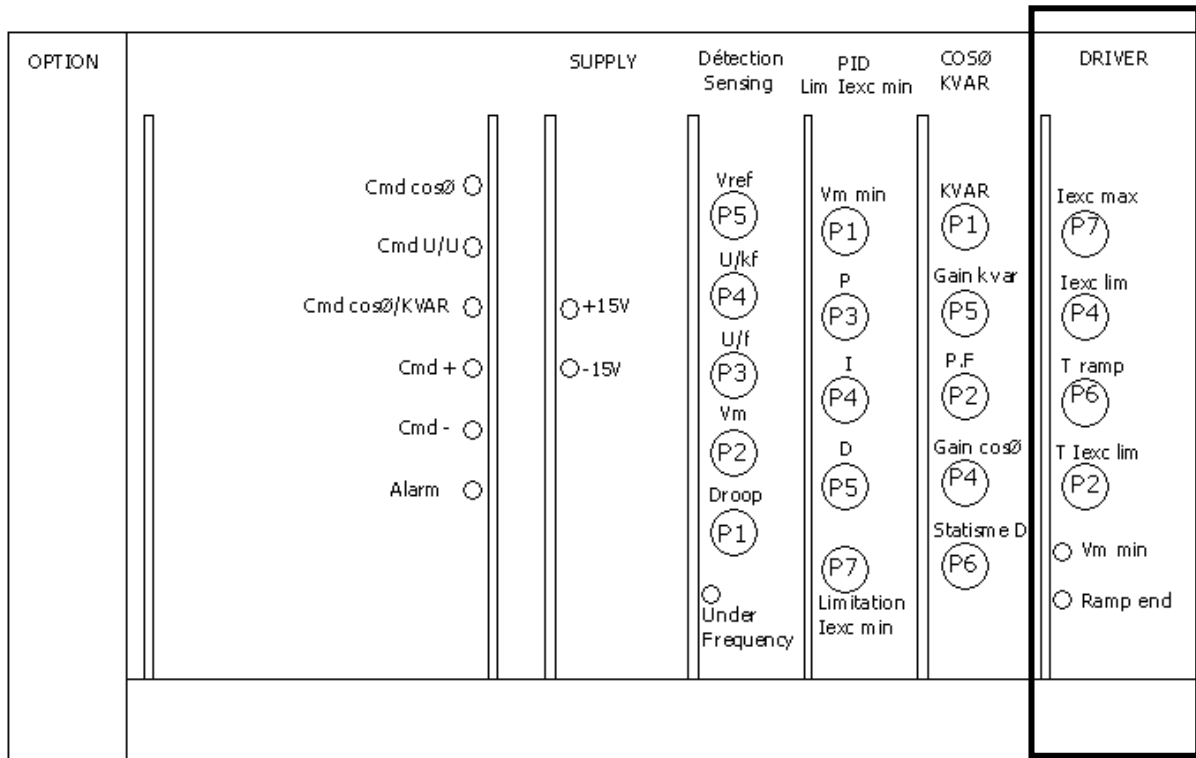 OPTION
SUPPLY
Détection
Sensing
PID
Lim Iexc min
COSØ
KVAR
DRIVER
Cmd cosØ
Cmd U/U
Cmd cosØ/KVAR
Cmd +
Cmd -
Alarm
+15V
-15V
Vref
P5
U/kf
P4
U/f
P3
Vm
P2
Droop
P1
Under
Frequency
Vm min
P1
P
P3
I
P4
D
P5
P7
Limitation
Iexc min
KVAR
P1
Gain kvar
P5
P.F
P2
Gain cosØ
P4
Statisme D
P6
Iexc max
P7
Iexc lim
P4
T ramp
P6
T Iexc lim
P2
Vm min
Ramp end